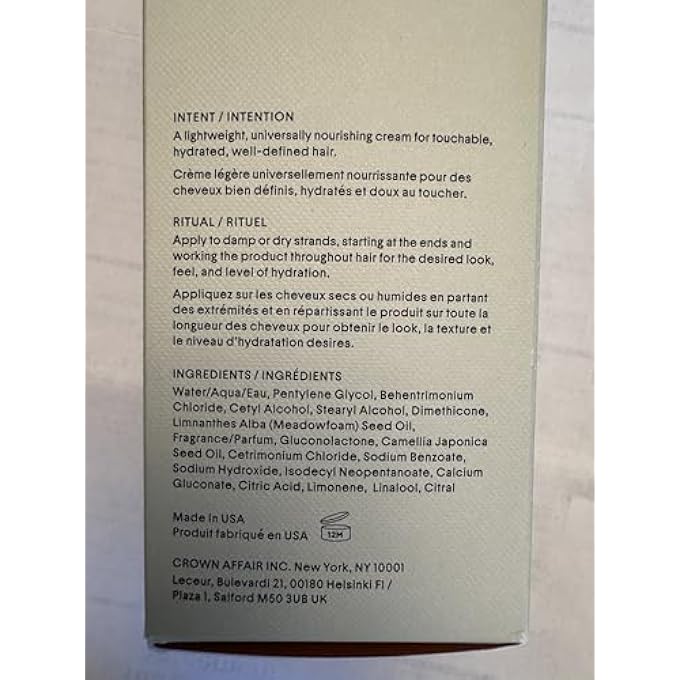 INTENT / INTENTION
A lightweight, universally nourishing cream for touchable,
hydrated, well-defined hair.
Crème légère universellement nourrissante pour des
cheveux bien définis, hydratés et doux au toucher.
RITUAL / RITUEL
Apply to damp or dry strands, starting at the ends and
working the product throughout hair for the desired look,
feel, and level of hydration.
Appliquez sur les cheveux secs ou humides en partant
des extrémités et en répartissant le produit sur toute la
longueur des cheveux pour obtenir le look, la texture et
le niveau d'hydratation desires.
INGREDIENTS / INGRÉDIENTS
Water/Aqua/Eau, Pentylene Glycol, Behentrimonium
Chloride, Cetyl Alcohol, Stearyl Alcohol, Dimethicone,
Limnanthes Alba (Meadowfoam) Seed Oil,
Fragrance/Parfum, Gluconolactone, Camellia Japonica
Seed Oil, Cetrimonium Chloride, Sodium Benzoate,
Sodium Hydroxide, Isodecyl Neopentanoate, Calcium
Gluconate, Citric Acid, Limonene, Linalool, Citral
Made in USA
Produit fabriqué en USA
12M
CROWN AFFAIR INC. New York, NY 10001
Lecour, Bulevardi 21, 00180 Helsinki FI /
Plaza 1, Salford M50 3UB UK